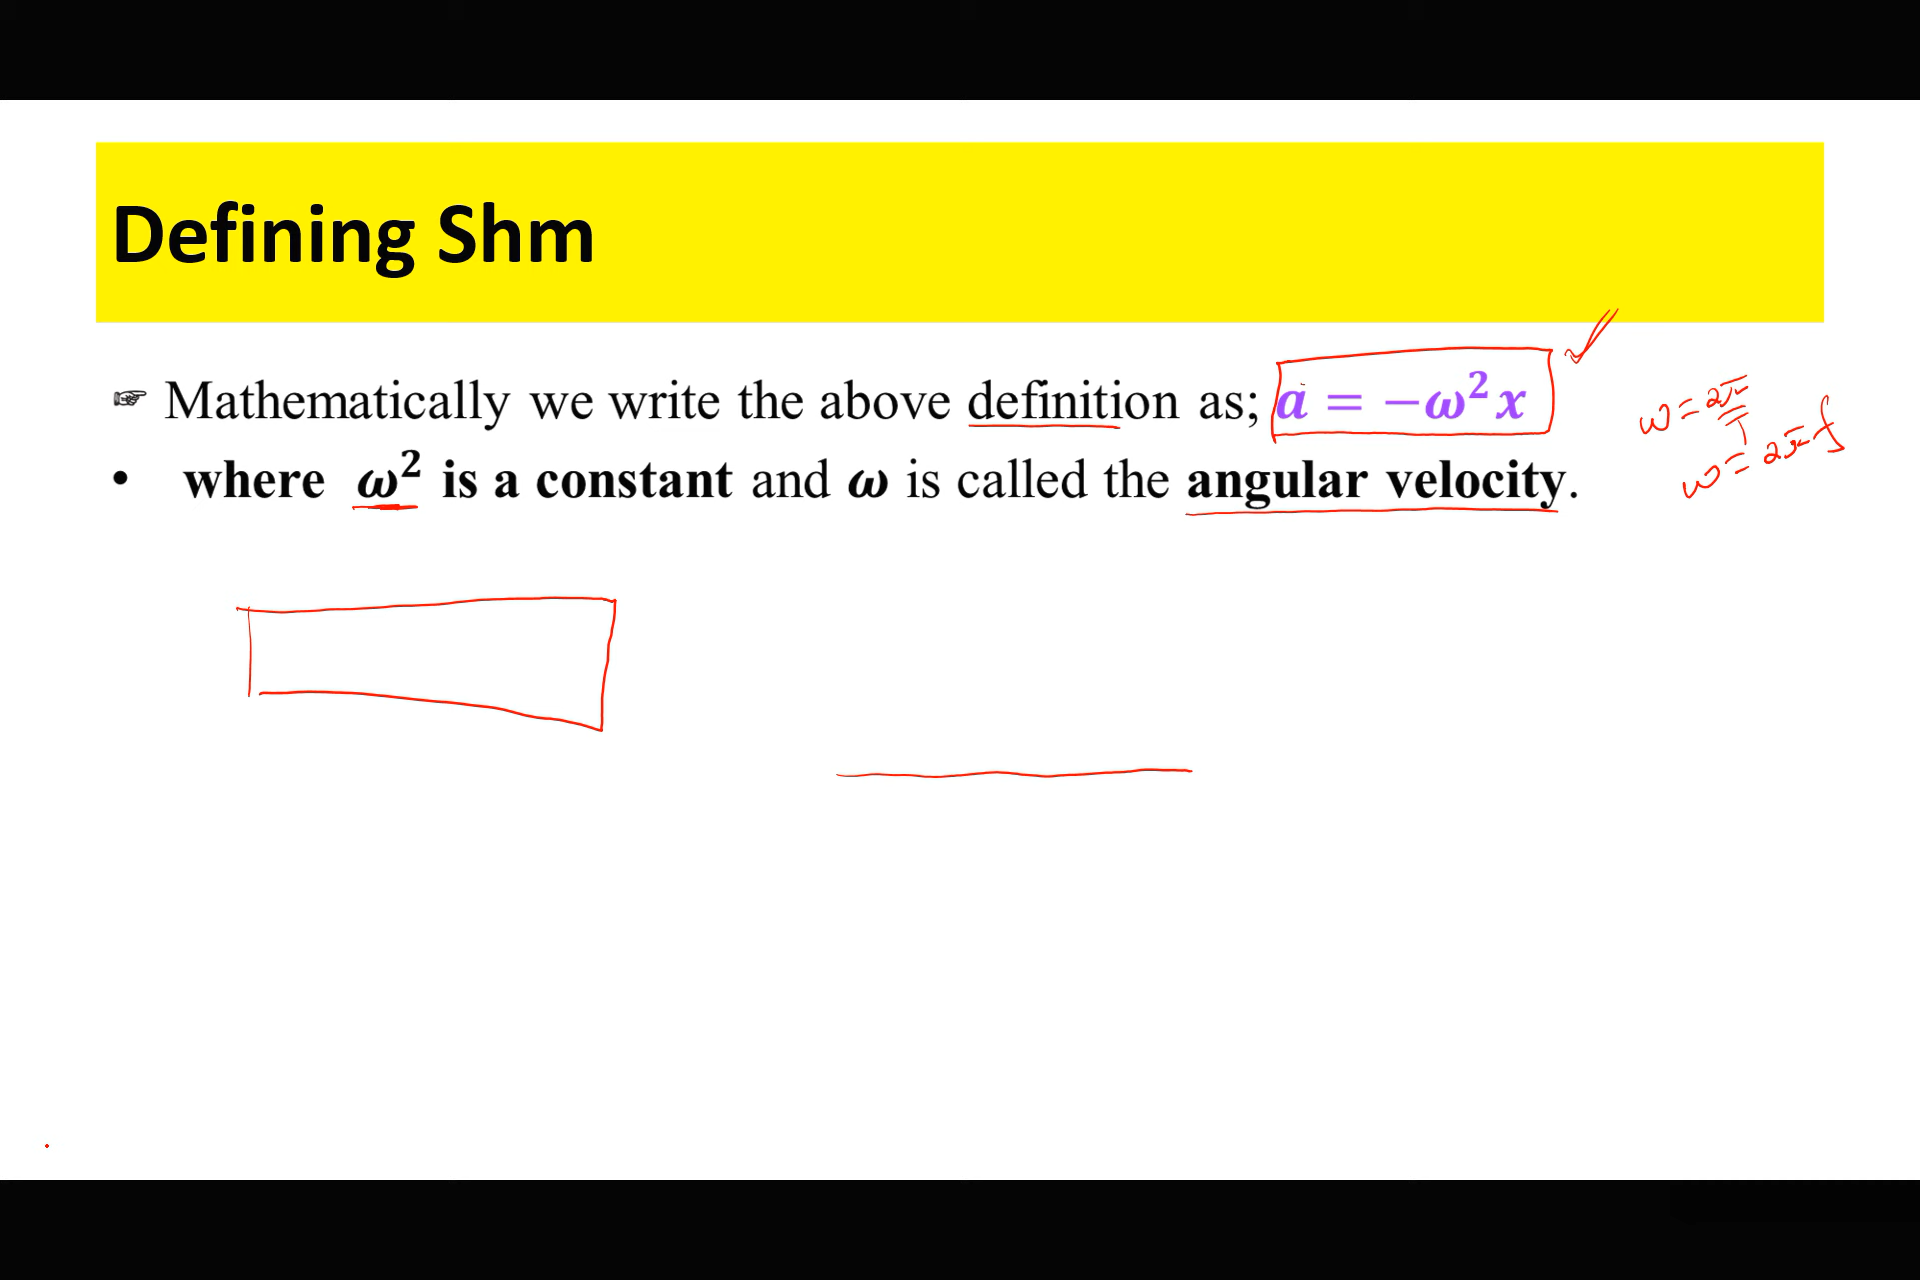 Defining Shm
☞ Mathematically we write the above definition as; a = −ω²x
• where ω² is a constant and ω is called the angular velocity.
ω = 2π/T
ω = 2πf